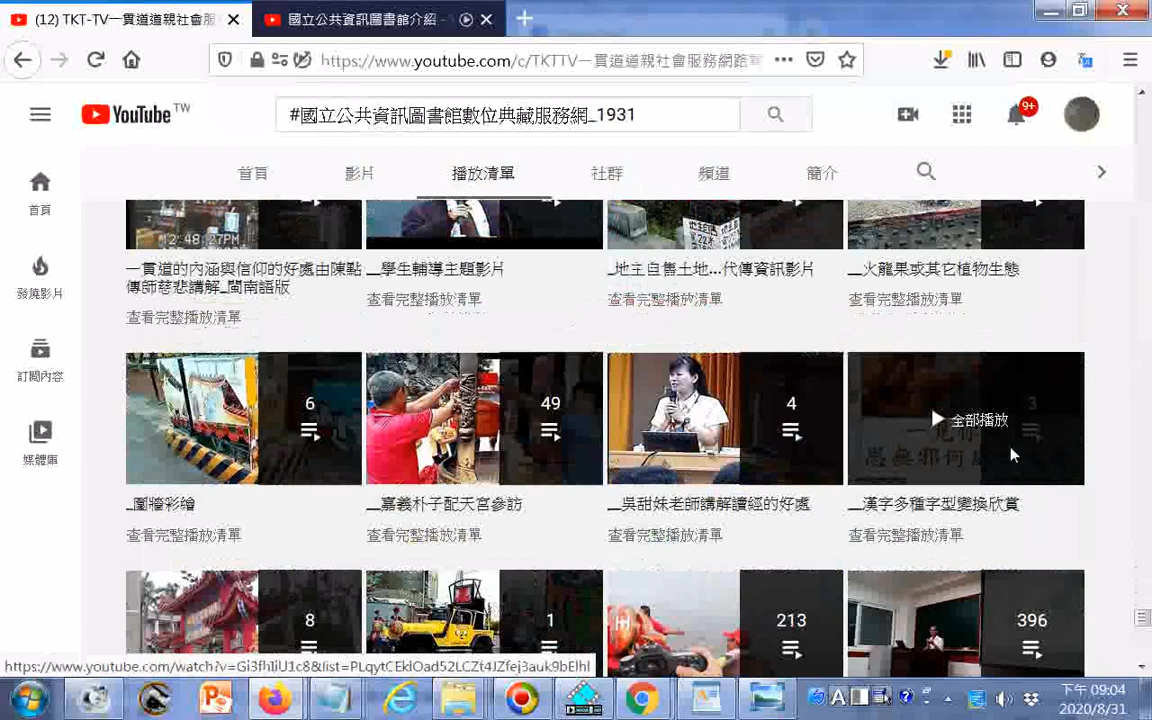 (12) TKT-TV一貫道道親社會服
國立公共資訊圖書館介紹 -
https://www.youtube.com/c/TKTTV一貫道道親社會服務網路電
YouTube TW
#國立公共資訊圖書館數位典藏服務網_1931
9+
首頁 影片 播放清單 社群 頻道 簡介
首頁
發燒影片
訂閱內容
媒體庫
12:48:27PM
一貫道的內涵與信仰的好處由陳點傳師慈悲講解_閩南語版
查看完整播放清單
__學生輔導主題影片
查看完整播放清單
_地主自售土地...代傳資訊影片
查看完整播放清單
__火龍果或其它植物生態
查看完整播放清單
6
49
4
3
全部播放
_圍牆彩繪
查看完整播放清單
__嘉義朴子配天宮參訪
查看完整播放清單
__吳甜妹老師講解讀經的好處
查看完整播放清單
__漢字多種字型變換欣賞
查看完整播放清單
8
1
213
396
https://www.youtube.com/watch?v=Gi3fhIiU1c8&list=PLqytCEklOad52LCZt4JZfej3auk9bElhl
下午 09:04
2020/8/31